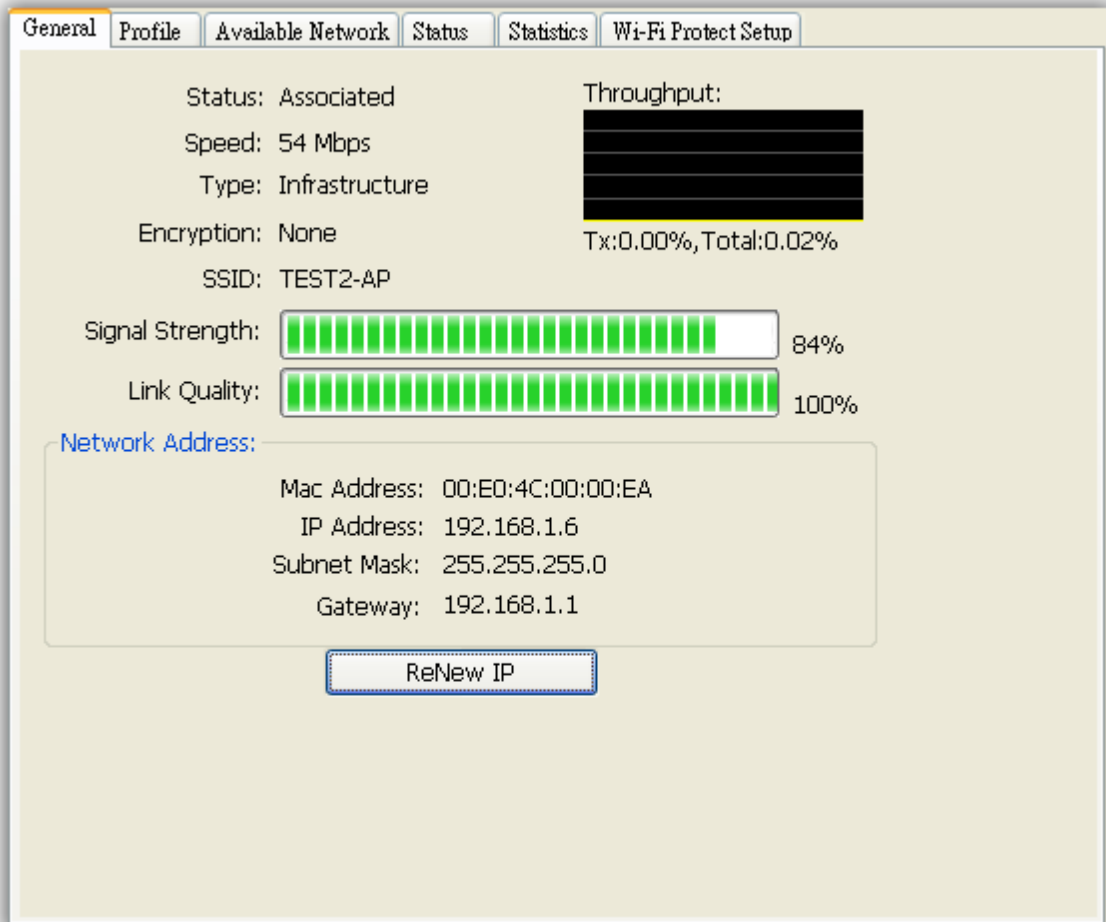 General Profile Available Network Status Statistics Wi-Fi Protect Setup
Status: Associated
Throughput:
Speed: 54 Mbps
Type: Infrastructure
Encryption: None
Tx:0.00%,Total:0.02%
SSID: TEST2-AP
Signal Strength: 84%
Link Quality: 100%
Network Address:
Mac Address: 00:E0:4C:00:00:EA
IP Address: 192.168.1.6
Subnet Mask: 255.255.255.0
Gateway: 192.168.1.1
ReNew IP